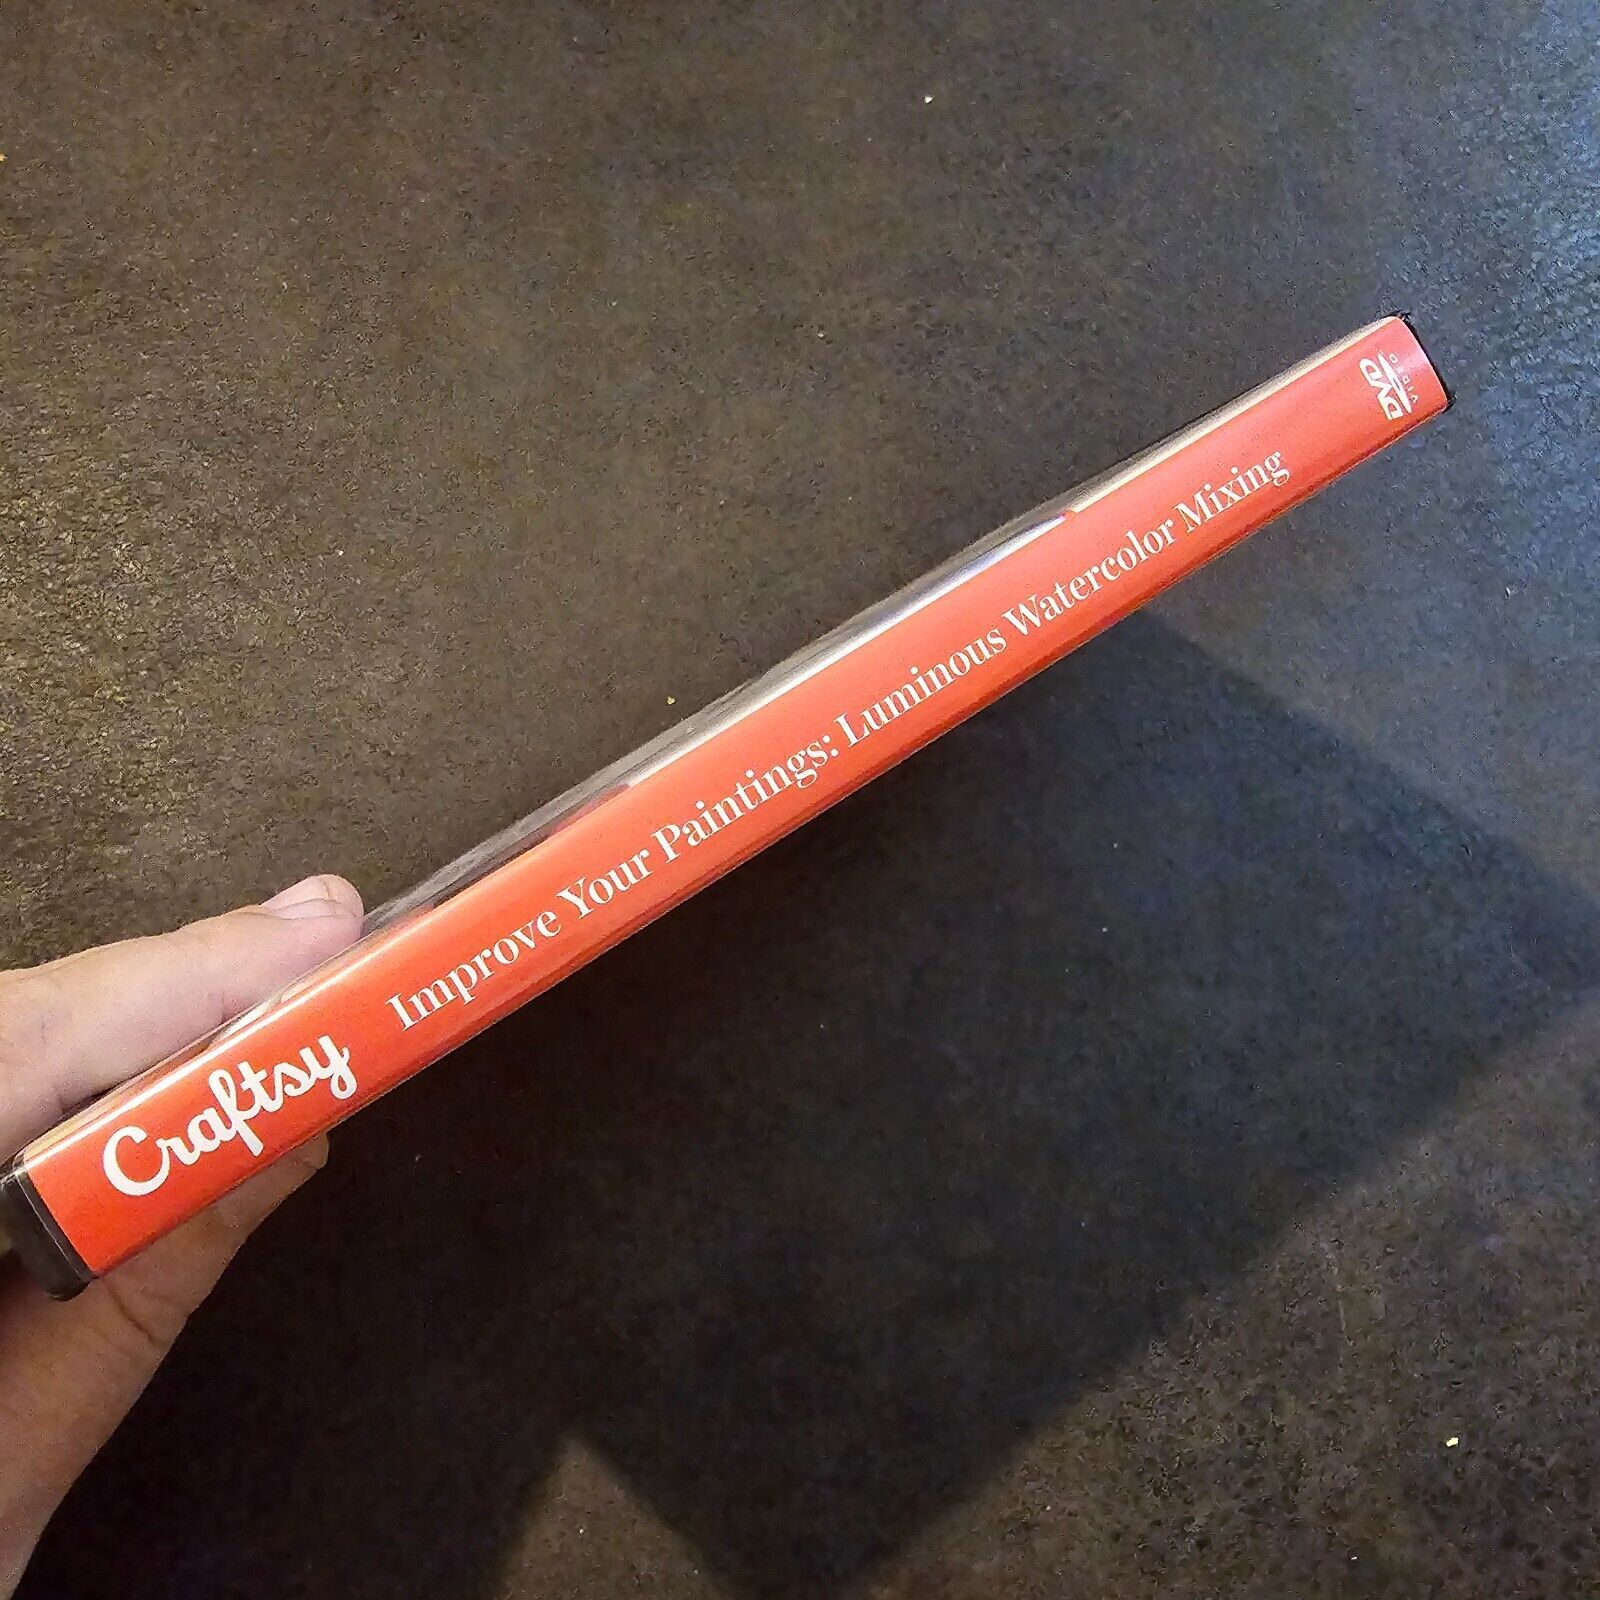 Craftsy
Improve Your Paintings: Luminous Watercolor Mixing
DVD
VIDEO